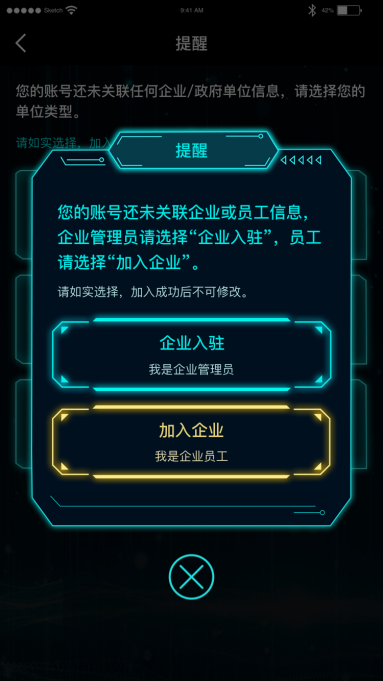 Sketch 9:41 AM 42%
提醒
您的账号还未关联任何企业/政府单位信息，请选择您的
单位类型。
请如实选择，加入
提醒
您的账号还未关联企业或员工信息，
企业管理员请选择“企业入驻”，员工
请选择“加入企业”。
请如实选择，加入成功后不可修改。
企业入驻
我是企业管理员
加入企业
我是企业员工